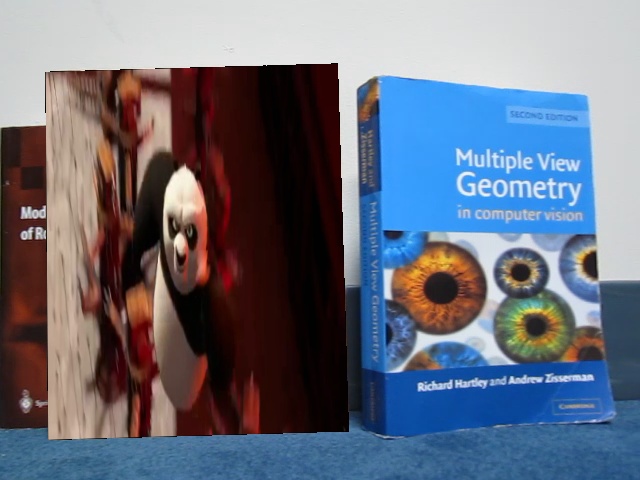 Mod
of Ro
SECOND EDITION
Multiple View
Geometry
in computer vision
Richard Hartley and Andrew Zisserman
CAMBRIDGE
Hartley and
Zisserman
Multiple View Geometry